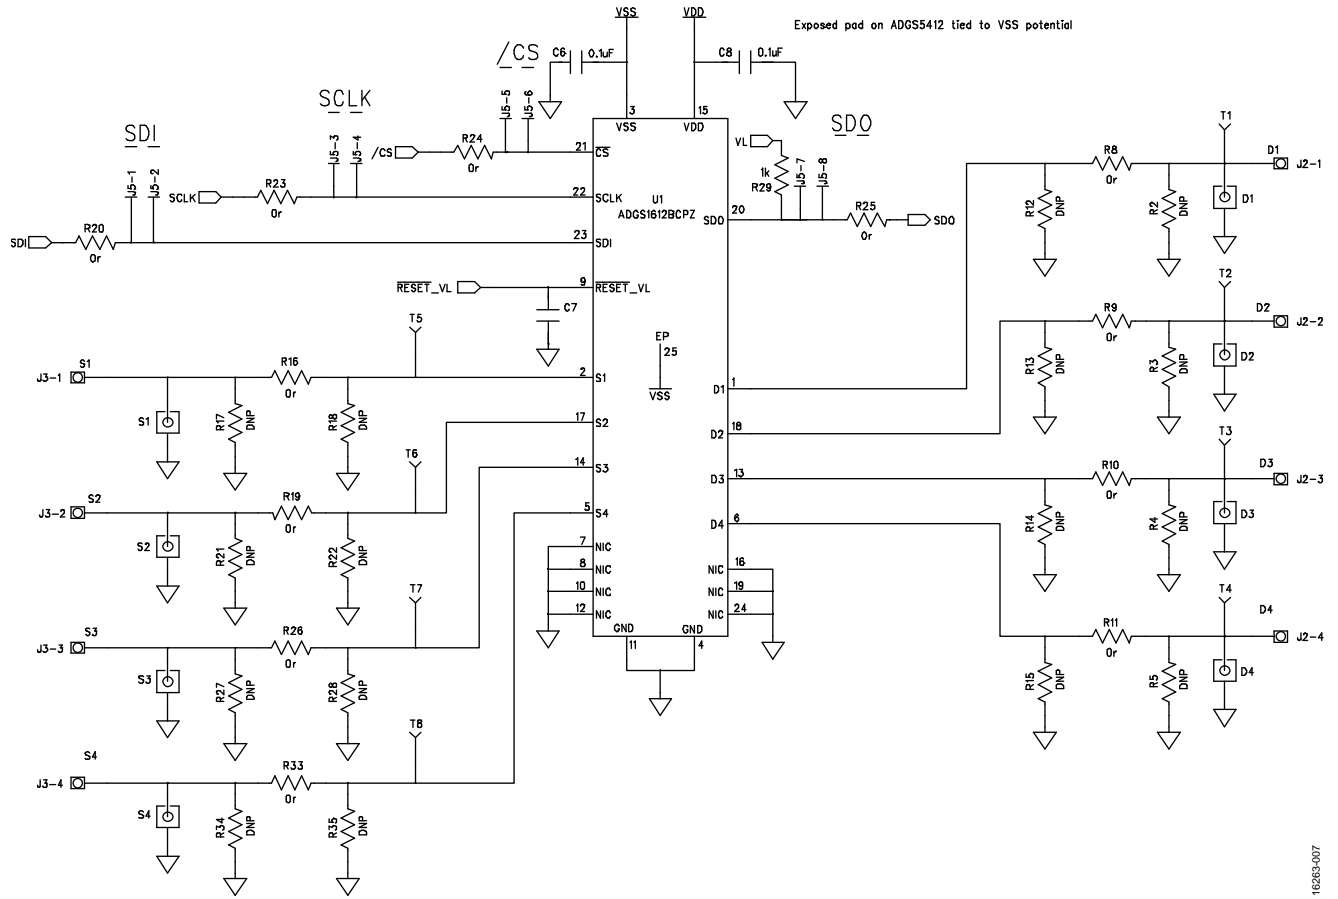 Exposed pad on ADGS5412 tied to VSS potential
VSS
VDD
C6
0.1uF
C8
0.1uF
/CS
SCLK
SDI
SDO
J5-5
J5-6
J5-3
J5-4
J5-1
J5-2
J5-7
J5-8
3
VSS
15
VDD
/CS
R24
0r
21
CS
SCLK
R23
0r
22
SCLK
SDI
R20
0r
23
SDI
RESET_VL
9
RESET_VL
C7
U1
ADGS1612BCPZ
VL
1k
R29
20
SDO
R25
0r
SDO
EP
25
VSS
J3-1
S1
S1
R17
DNP
R16
0r
R18
DNP
T5
2
S1
J3-2
S2
S2
R21
DNP
R19
0r
R22
DNP
T6
17
S2
J3-3
S3
S3
R27
DNP
R26
0r
R28
DNP
T7
14
S3
J3-4
S4
S4
R34
DNP
R33
0r
R35
DNP
T8
5
S4
7
NIC
8
NIC
10
NIC
12
NIC
GND
11
GND
4
16
NIC
19
NIC
24
NIC
D1
1
R12
DNP
R8
0r
R2
DNP
T1
D1
D1
J2-1
D2
18
R13
DNP
R9
0r
R3
DNP
T2
D2
D2
J2-2
D3
13
R14
DNP
R10
0r
R4
DNP
T3
D3
D3
J2-3
D4
6
R15
DNP
R11
0r
R5
DNP
T4
D4
D4
J2-4
16263-007